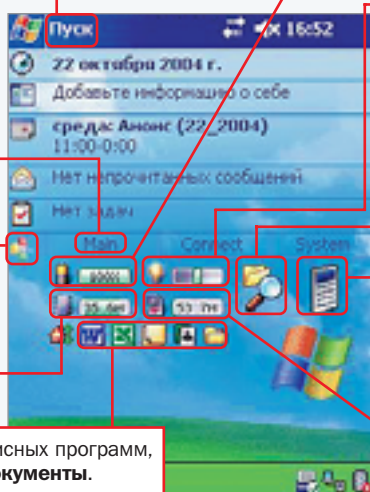 Пуск 16:52
22 октября 2004 г.
Добавьте информацию о себе
среда: Анонс (22_2004)
11:00-0:00
Нет непрочитанных сообщений
Нет задач
Main Connect System
исных программ,
окументы.